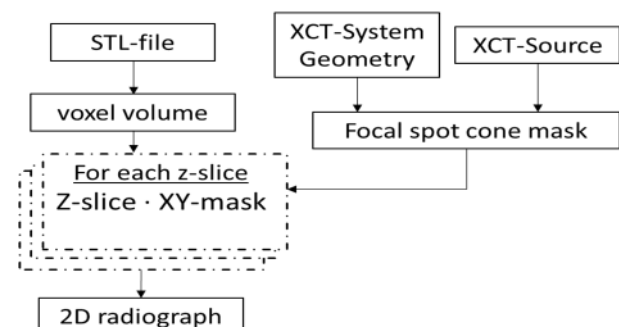 STL-file
XCT-System
Geometry
XCT-Source
voxel volume
Focal spot cone mask
For each z-slice
Z-slice · XY-mask
2D radiograph